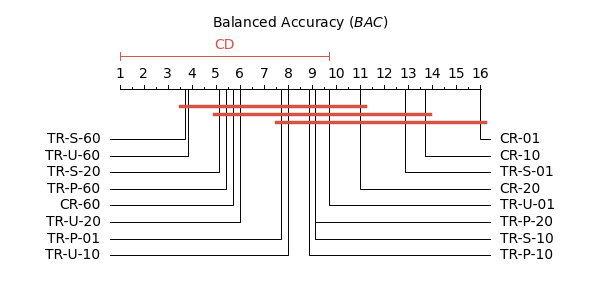 Balanced Accuracy (BAC)
CD
1 2 3 4 5 6 7 8 9 10 11 12 13 14 15 16
TR-S-60 CR-01
TR-U-60 CR-10
TR-S-20 TR-S-01
TR-P-60 CR-20
CR-60 TR-U-01
TR-U-20 TR-P-20
TR-P-01 TR-S-10
TR-U-10 TR-P-10